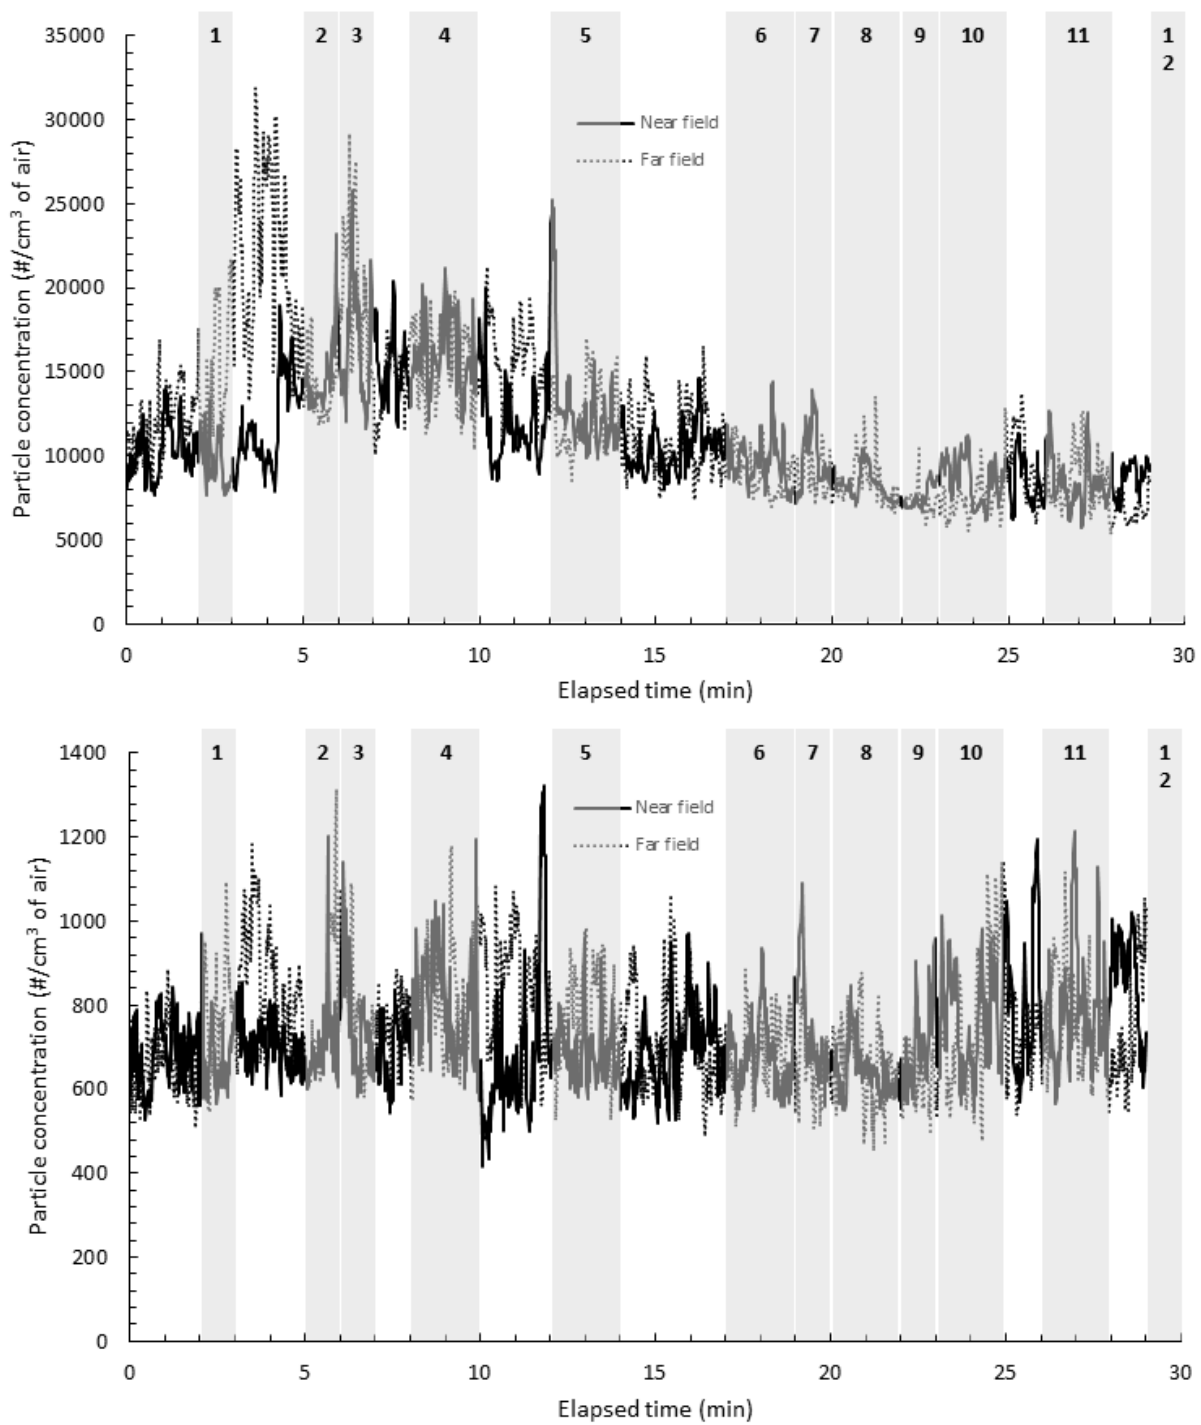 1 2 3 4 5 6 7 8 9 10 11 1
2
35000
30000
25000
20000
15000
10000
5000
0
Particle concentration (#/cm³ of air)
Near field
Far field
0 5 10 15 20 25 30
Elapsed time (min)
1 2 3 4 5 6 7 8 9 10 11 1
2
1400
1200
1000
800
600
400
200
0
Particle concentration (#/cm³ of air)
Near field
Far field
0 5 10 15 20 25 30
Elapsed time (min)